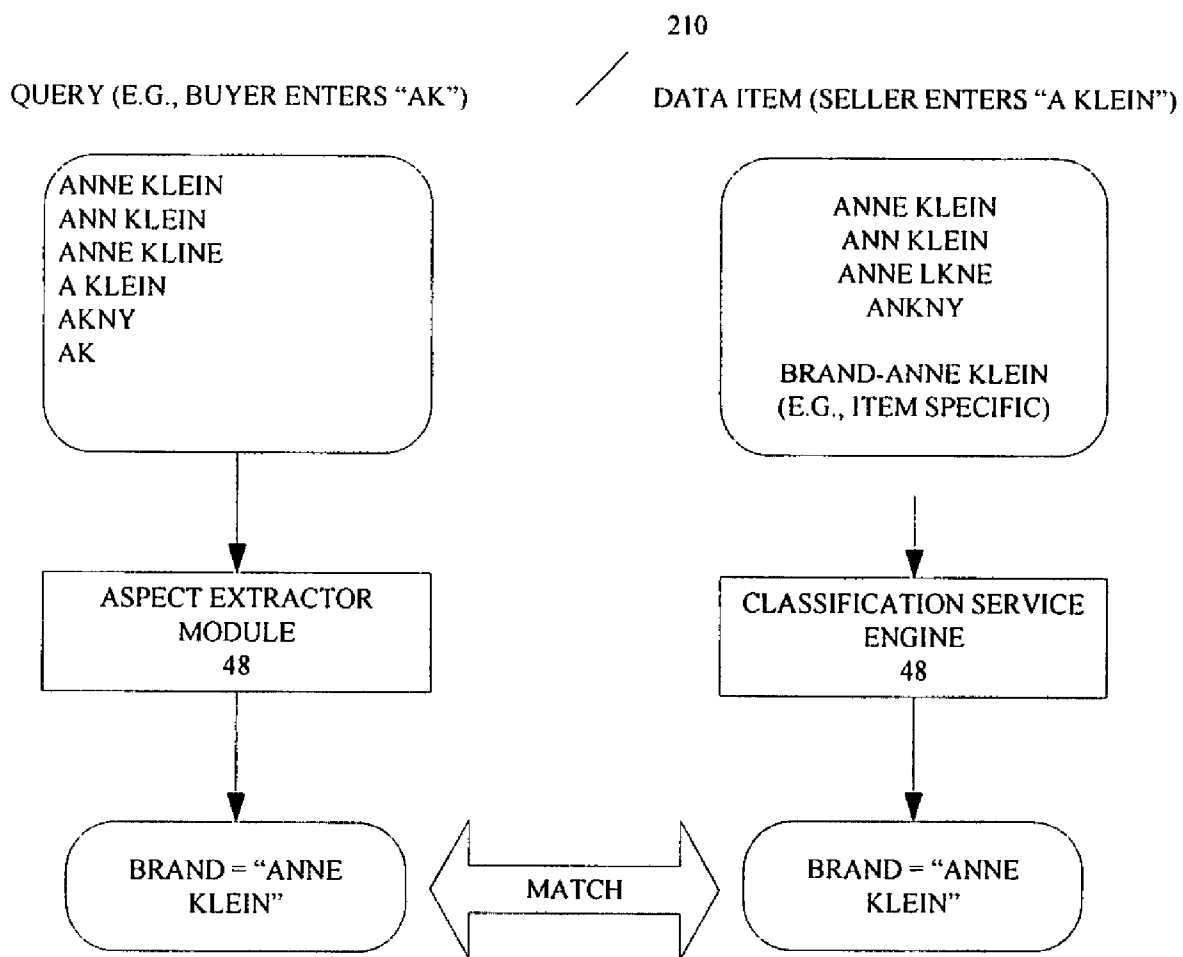 210
QUERY (E.G., BUYER ENTERS “AK”)
DATA ITEM (SELLER ENTERS “A KLEIN”)
ANNE KLEIN
ANN KLEIN
ANNE KLINE
A KLEIN
AKNY
AK
ANNE KLEIN
ANN KLEIN
ANNE LKNE
ANKNY
BRAND-ANNE KLEIN
(E.G., ITEM SPECIFIC)
ASPECT EXTRACTOR
MODULE
48
CLASSIFICATION SERVICE
ENGINE
48
BRAND = “ANNE
KLEIN”
MATCH
BRAND = “ANNE
KLEIN”